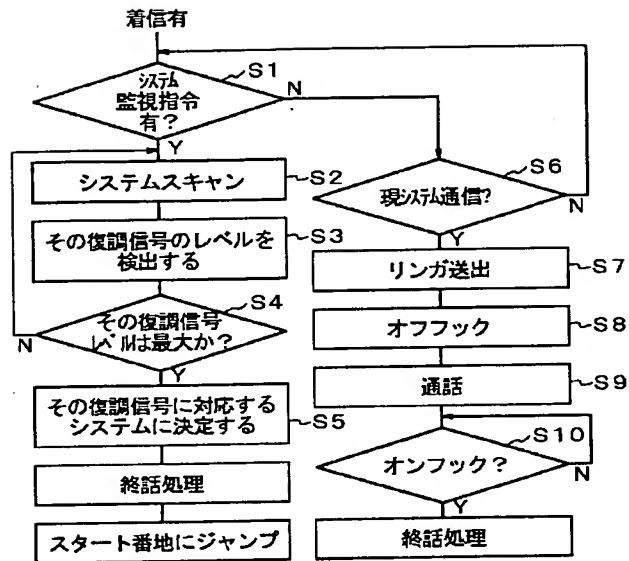 着信有
システム
監視指令
有？
S1
N
Y
システムスキャン
S2
その復調信号のレベルを
検出する
S3
その復調信号
レベルは最大か？
S4
N
Y
その復調信号に対応する
システムに決定する
S5
終話処理
スタート番地にジャンプ
現システム通信？
S6
N
Y
リンガ送出
S7
オフフック
S8
通話
S9
オンフック？
S10
N
Y
終話処理